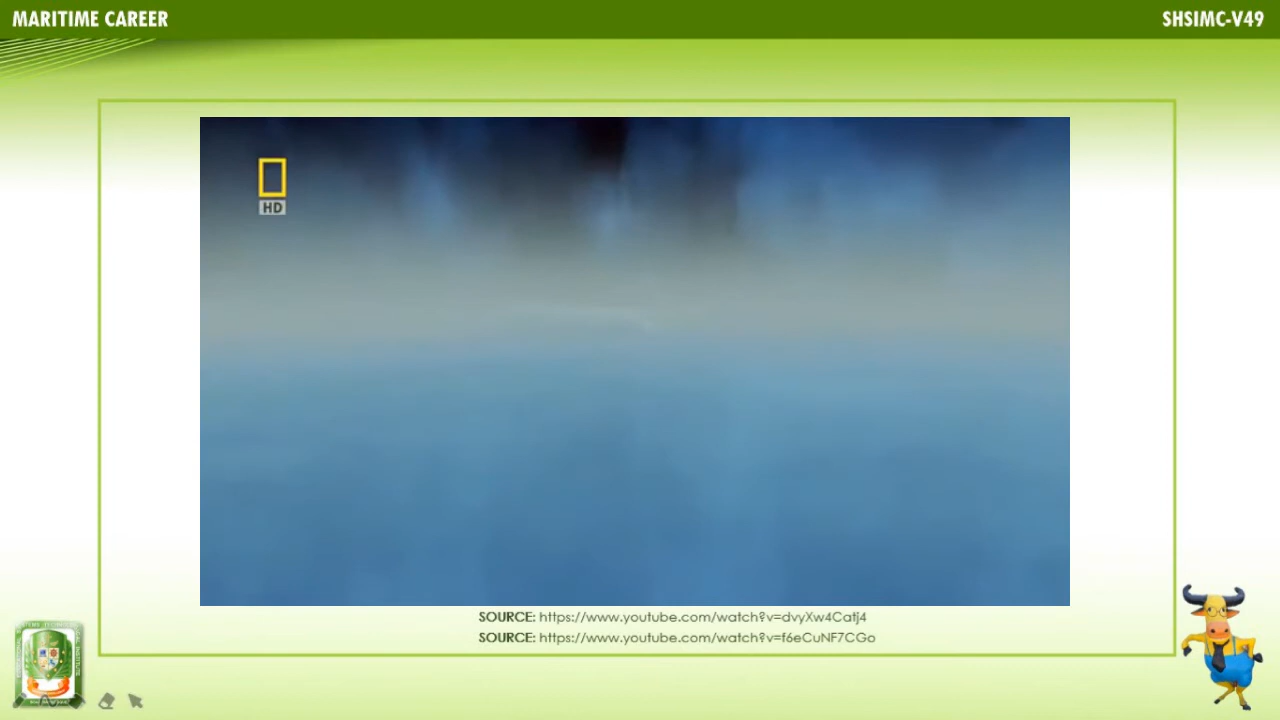 MARITIME CAREER
SHSIMC-V49
HD
SOURCE: https://www.youtube.com/watch?v=dvyXw4Catj4
SOURCE: https://www.youtube.com/watch?v=f6eCuNF7CGo